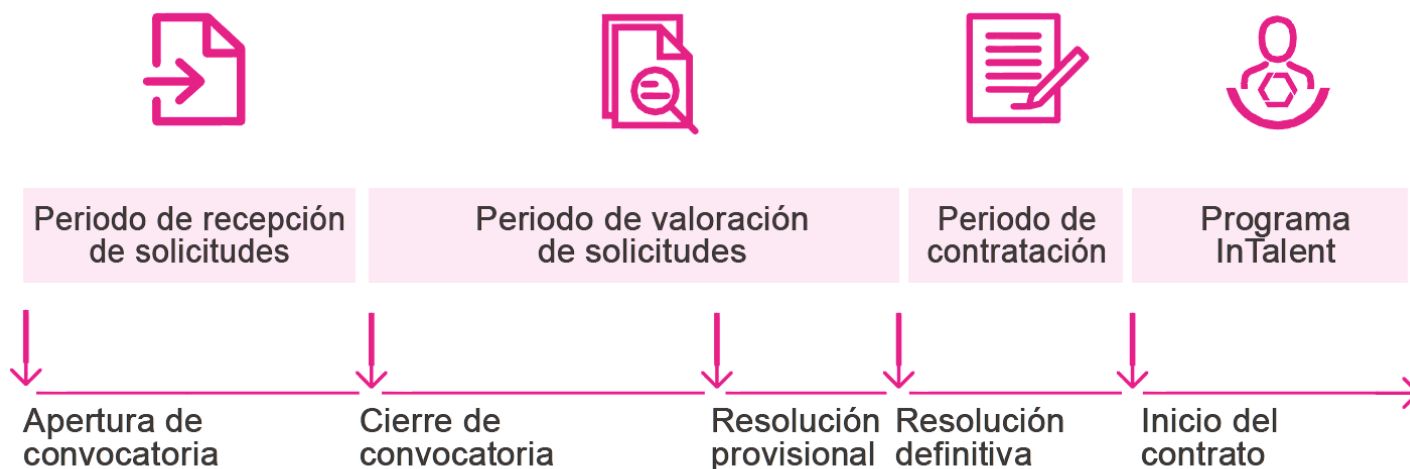 Periodo de recepción
de solicitudes
Periodo de valoración
de solicitudes
Periodo de
contratación
Programa
InTalent
Apertura de
convocatoria
Cierre de
convocatoria
Resolución
provisional
Resolución
definitiva
Inicio del
contrato